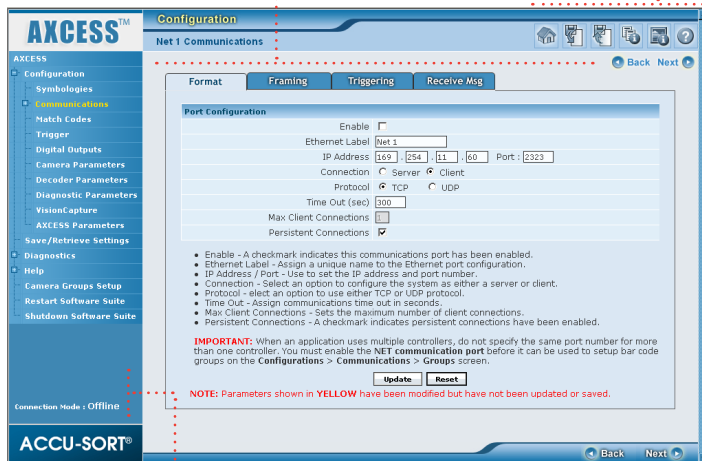 AXCESS™
Configuration
Net 1 Communications
Back Next
AXCESS
Configuration
Symbologies
Communications
Match Codes
Trigger
Digital Outputs
Camera Parameters
Decoder Parameters
Diagnostic Parameters
VisionCapture
AXCESS Parameters
Save/Retrieve Settings
Diagnostics
Help
Camera Groups Setup
Restart Software Suite
Shutdown Software Suite
Connection Mode : Offline
ACCU-SORT®
Format Framing Triggering Receive Msg
Port Configuration
Enable
Ethernet Label Net 1
IP Address 169 . 254 . 11 . 60 Port : 2323
Connection Server Client
Protocol TCP UDP
Time Out (sec) 300
Max Client Connections 1
Persistent Connections
• Enable - A checkmark indicates this communications port has been enabled.
• Ethernet Label - Assign a unique name to the Ethernet port configuration.
• IP Address / Port - Use to set the IP address and port number.
• Connection - Select an option to configure the system as either a server or client.
• Protocol - elect an option to use either TCP or UDP protocol.
• Time Out - Assign communications time out in seconds.
• Max Client Connections - Sets the maximum number of client connections.
• Persistent Connections - A checkmark indicates persistent connections have been enabled.
IMPORTANT: When an application uses multiple controllers, do not specify the same port number for more
than one controller. You must enable the NET communication port before it can be used to setup bar code
groups on the Configurations > Communications > Groups screen.
Update Reset
NOTE: Parameters shown in YELLOW have been modified but have not been updated or saved.
Back Next